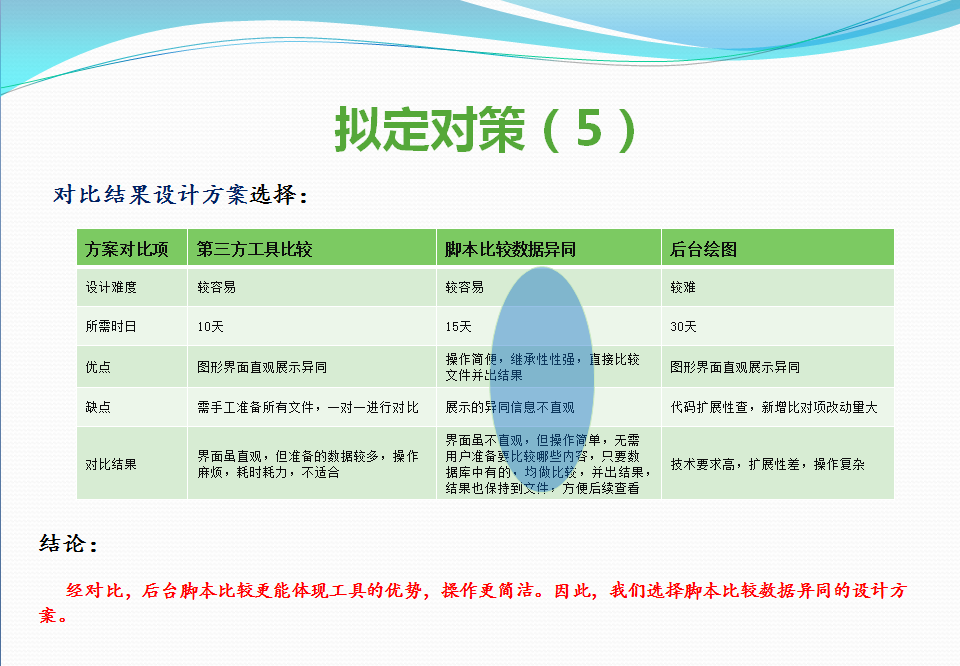 拟定对策（5）
对比结果设计方案选择：
方案对比项 第三方工具比较 脚本比较数据异同 后台绘图
设计难度 较容易 较容易 较难
所需时日 10天 15天 30天
优点 图形界面直观展示异同 操作简便，继承性性强，直接比较
文件并出结果 图形界面直观展示异同
缺点 需手工准备所有文件，一对一进行对比 展示的异同信息不直观 代码扩展性查，新增比对项改动量大
对比结果 界面虽直观，但准备的数据较多，操作
麻烦，耗时耗力，不适合 界面虽不直观，但操作简单，无需
用户准备要比较哪些内容，只要数
据库中有的，均做比较，并出结果，
结果也保持到文件，方便后续查看 技术要求高，扩展性差，操作复杂
结论：
经对比，后台脚本比较更能体现工具的优势，操作更简洁。因此，我们选择脚本比较数据异同的设计方
案。